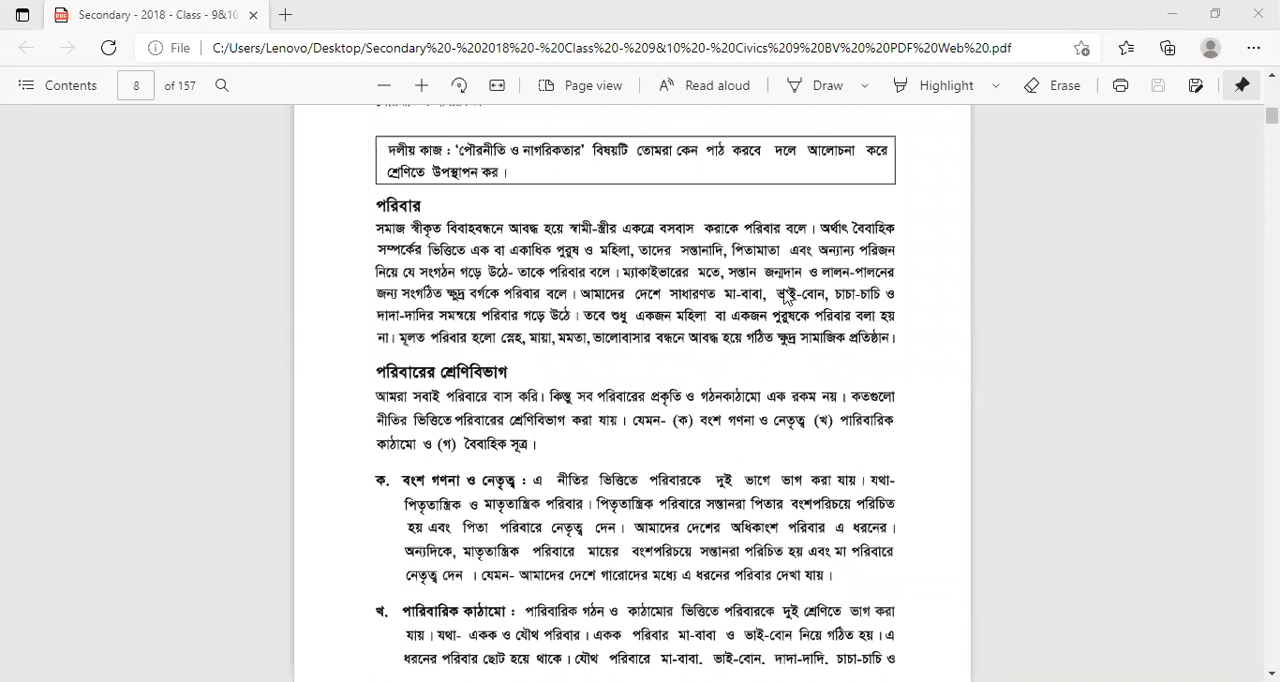 Secondary - 2018 - Class - 9&10
File C:/Users/Lenovo/Desktop/Secondary%20-%202018%20-%20Class%20-%209&10%20-%20Civics%209%20BV%20%20PDF%20Web%20.pdf
Contents 8 of 157 Page view Read aloud Draw Highlight Erase
দলীয় কাজ : ‘পৌরনীতি ও নাগরিকতার’ বিষয়টি তোমরা কেন পাঠ করবে দলে আলোচনা করে
শ্রেণিতে উপস্থাপন কর।
পরিবার
সমাজ স্বীকৃত বিবাহবন্ধনে আবদ্ধ হয়ে স্বামী-স্ত্রীর একত্রে বসবাস করাকে পরিবার বলে। অর্থাৎ বৈবাহিক
সম্পর্কের ভিত্তিতে এক বা একাধিক পুরুষ ও মহিলা, তাদের সন্তানাদি, পিতামাতা এবং অন্যান্য পরিজন
নিয়ে যে সংগঠন গড়ে উঠে- তাকে পরিবার বলে। ম্যাকাইভারের মতে, সন্তান জন্মদান ও লালন-পালনের
জন্য সংগঠিত ক্ষুদ্র বর্গকে পরিবার বলে। আমাদের দেশে সাধারণত মা-বাবা, ভাই-বোন, চাচা-চাচি ও
দাদা-দাদির সমন্বয়ে পরিবার গড়ে উঠে। তবে শুধু একজন মহিলা বা একজন পুরুষকে পরিবার বলা হয়
না। মূলত পরিবার হলো স্নেহ, মায়া, মমতা, ভালোবাসার বন্ধনে আবদ্ধ হয়ে গঠিত ক্ষুদ্র সামাজিক প্রতিষ্ঠান।
পরিবারের শ্রেণিবিভাগ
আমরা সবাই পরিবারে বাস করি। কিন্তু সব পরিবারের প্রকৃতি ও গঠনকাঠামো এক রকম নয়। কতগুলো
নীতির ভিত্তিতে পরিবারের শ্রেণিবিভাগ করা যায়। যেমন- (ক) বংশ গণনা ও নেতৃত্ব (খ) পারিবারিক
কাঠামো ও (গ) বৈবাহিক সূত্র।
ক. বংশ গণনা ও নেতৃত্ব : এ নীতির ভিত্তিতে পরিবারকে দুই ভাগে ভাগ করা যায়। যথা-
পিতৃতান্ত্রিক ও মাতৃতান্ত্রিক পরিবার। পিতৃতান্ত্রিক পরিবারে সন্তানরা পিতার বংশপরিচয়ে পরিচিত
হয় এবং পিতা পরিবারে নেতৃত্ব দেন। আমাদের দেশের অধিকাংশ পরিবার এ ধরনের।
অন্যদিকে, মাতৃতান্ত্রিক পরিবারে মায়ের বংশপরিচয়ে সন্তানরা পরিচিত হয় এবং মা পরিবারে
নেতৃত্ব দেন । যেমন- আমাদের দেশে গারোদের মধ্যে এ ধরনের পরিবার দেখা যায়।
খ. পারিবারিক কাঠামো : পারিবারিক গঠন ও কাঠামোর ভিত্তিতে পরিবারকে দুই শ্রেণিতে ভাগ করা
যায়। যথা- একক ও যৌথ পরিবার। একক পরিবার মা-বাবা ও ভাই-বোন নিয়ে গঠিত হয়। এ
ধরনের পরিবার ছোট হয়ে থাকে। যৌথ পরিবারে মা-বাবা, ভাই-বোন, দাদা-দাদি, চাচা-চাচি ও